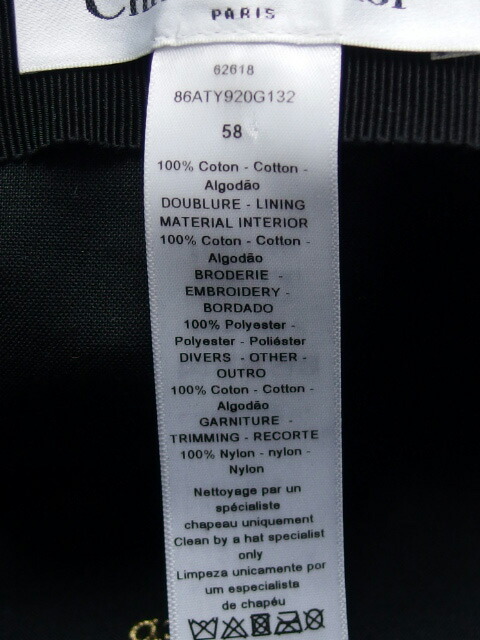 PARIS
62618
86ATY920G132
58
100% Coton - Cotton -
Algodão
DOUBLURE - LINING
MATERIAL INTERIOR
100% Coton - Cotton -
Algodão
BRODERIE -
EMBROIDERY -
BORDADO
100% Polyester -
Polyester - Poliéster
DIVERS - OTHER -
OUTRO
100% Coton - Cotton -
Algodão
GARNITURE -
TRIMMING - RECORTE
100% Nylon - nylon -
Nylon
Nettoyage par un
spécialiste
chapeau uniquement
Clean by a hat specialist
only
Limpeza unicamente por
um especialista
de chapéu